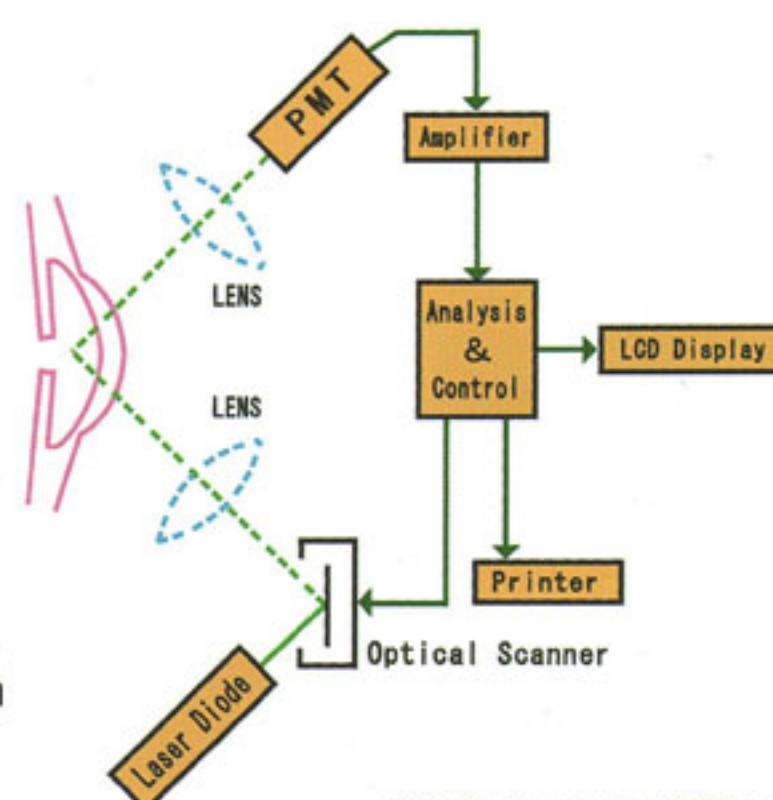 PMT
Amplifier
LENS
Analysis
&
Control
LCD Display
LENS
Printer
Optical Scanner
Laser Diode